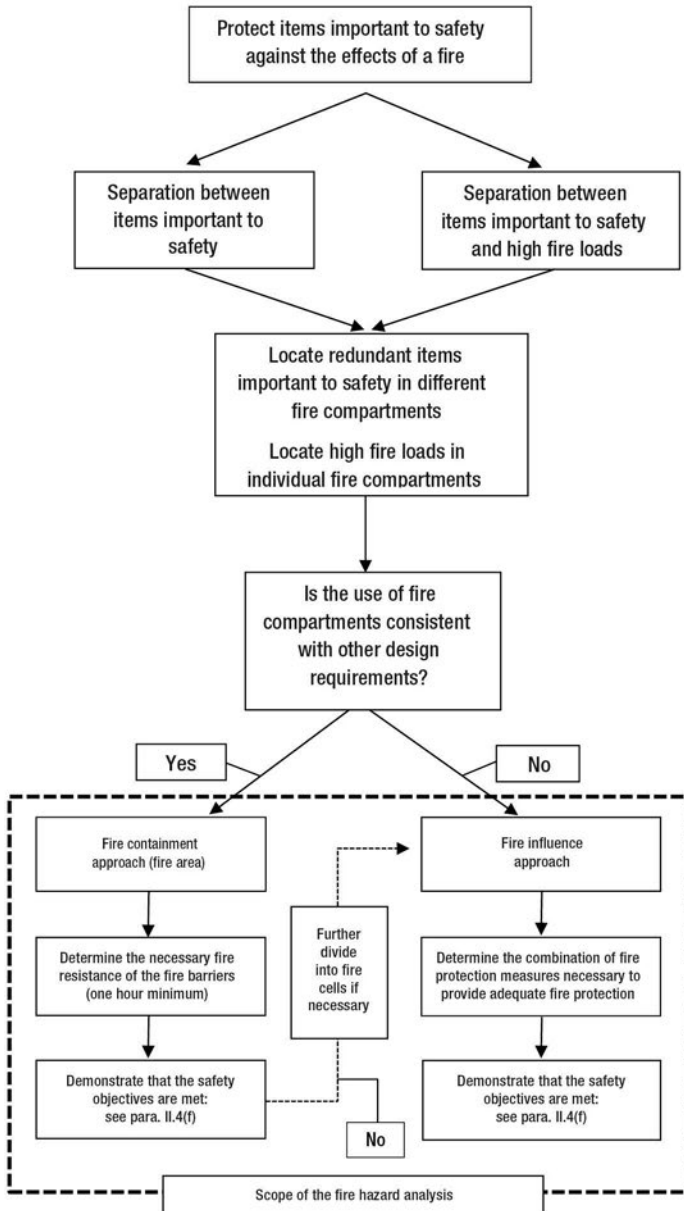 Protect items important to safety
against the effects of a fire
Separation between
items important to
safety
Separation between
items important to safety
and high fire loads
Locate redundant items
important to safety in different
fire compartments
Locate high fire loads in
individual fire compartments
Is the use of fire
compartments consistent
with other design
requirements?
Yes
No
Fire containment
approach (fire area)
Determine the necessary fire
resistance of the fire barriers
(one hour minimum)
Demonstrate that the safety
objectives are met:
see para. II.4(f)
Further
divide
into fire
cells if
necessary
No
Fire influence
approach
Determine the combination of fire
protection measures necessary to
provide adequate fire protection
Demonstrate that the safety
objectives are met:
see para. II.4(f)
Scope of the fire hazard analysis